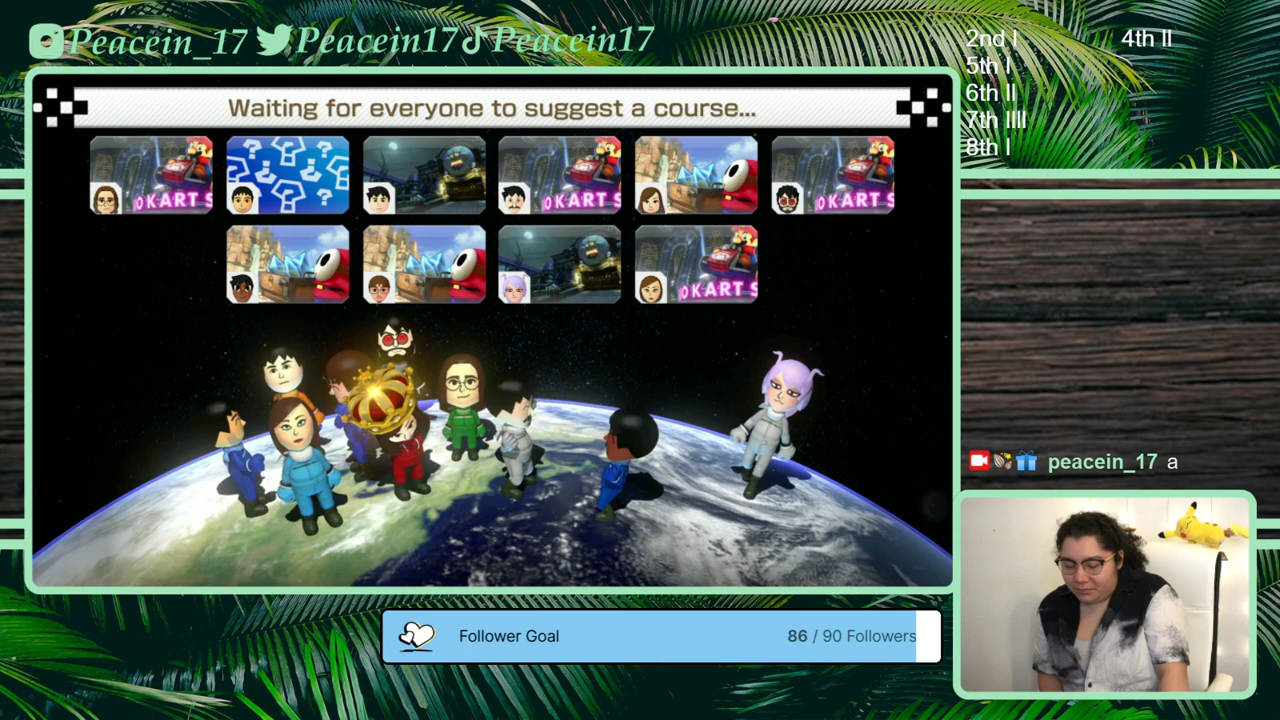 Peacein_17 Peacein17 Peacein17
2nd I
4th II
5th I
6th II
7th IIII
8th I
Waiting for everyone to suggest a course...
OKART S
OKART S
OKART S
OKART S
peacein_17 a
Follower Goal
86 / 90 Followers